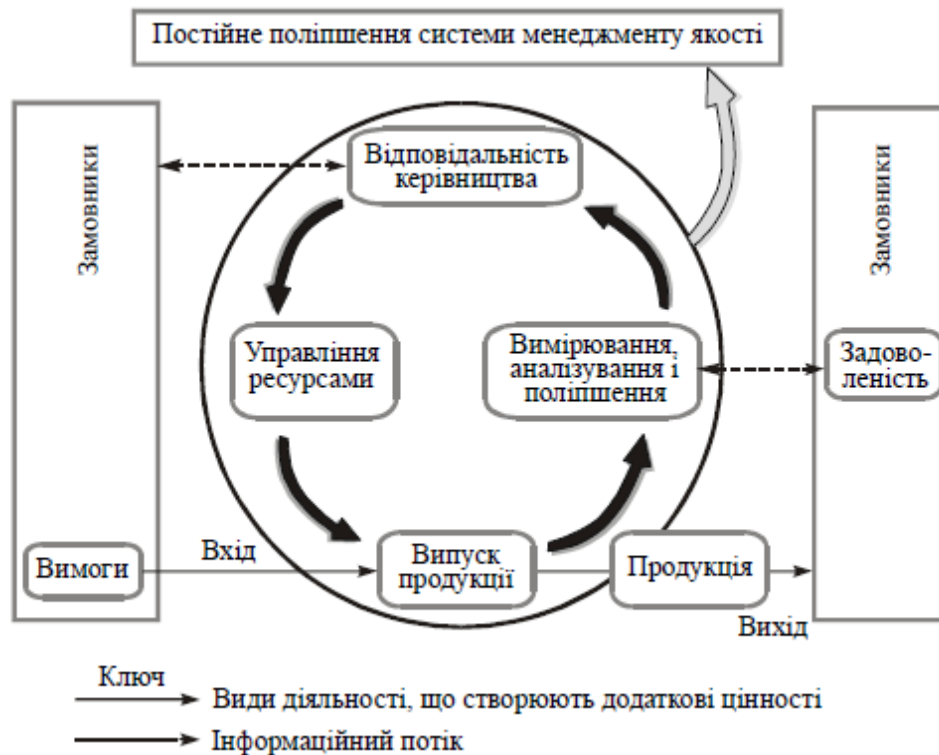 Постійне поліпшення системи менеджменту якості
Замовники
Відповідальність
керівництва
Замовники
Управління
ресурсами
Вимірювання,
аналізування і
поліпшення
Задово-
леність
Вимоги
Вхід
Випуск
продукції
Продукція
Вихід
Ключ
Види діяльності, що створюють додаткові цінності
Інформаційний потік